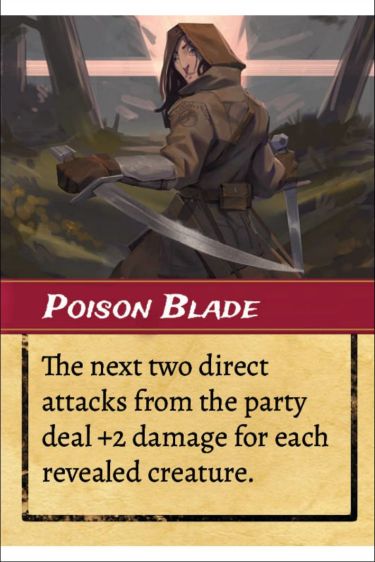 Poison Blade
The next two direct
attacks from the party
deal +2 damage for each
revealed creature.